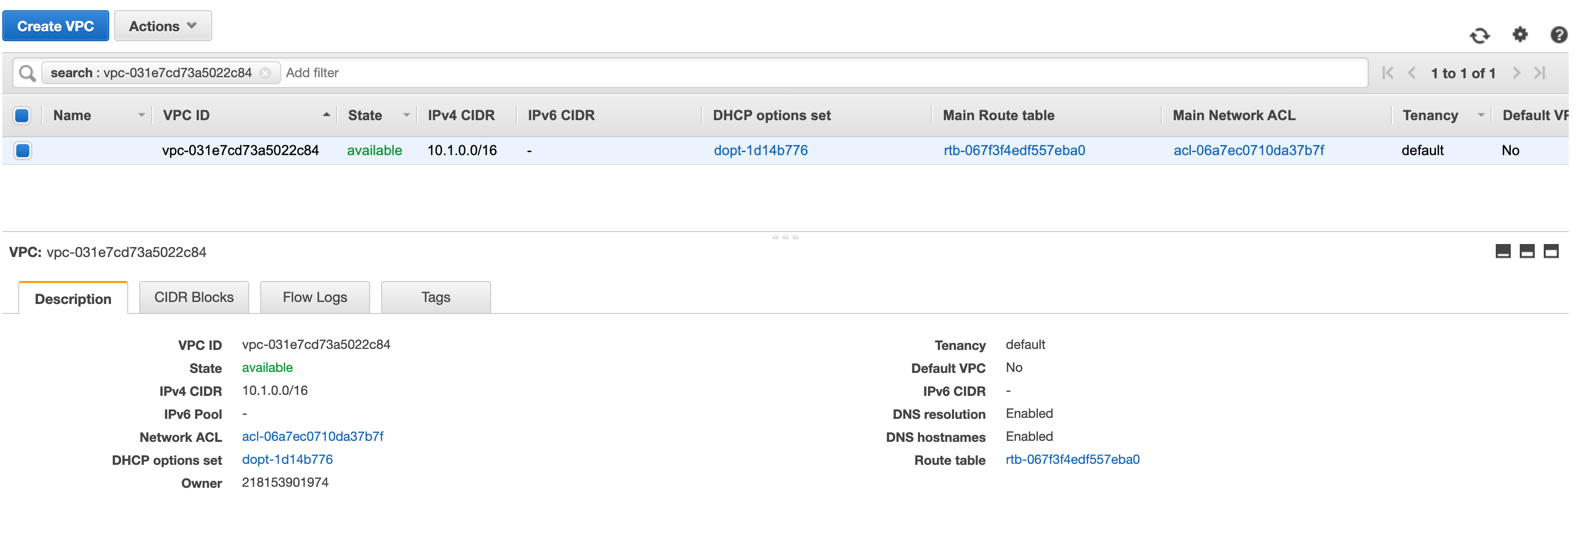 Create VPC Actions
search : vpc-031e7cd73a5022c84 Add filter 1 to 1 of 1
Name VPC ID State IPv4 CIDR IPv6 CIDR DHCP options set Main Route table Main Network ACL Tenancy Default VP
vpc-031e7cd73a5022c84 available 10.1.0.0/16 - dopt-1d14b776 rtb-067f3f4edf557eba0 acl-06a7ec0710da37b7f default No
VPC: vpc-031e7cd73a5022c84
Description CIDR Blocks Flow Logs Tags
VPC ID vpc-031e7cd73a5022c84 Tenancy default
State available Default VPC No
IPv4 CIDR 10.1.0.0/16 IPv6 CIDR -
IPv6 Pool - DNS resolution Enabled
Network ACL acl-06a7ec0710da37b7f DNS hostnames Enabled
DHCP options set dopt-1d14b776 Route table rtb-067f3f4edf557eba0
Owner 218153901974